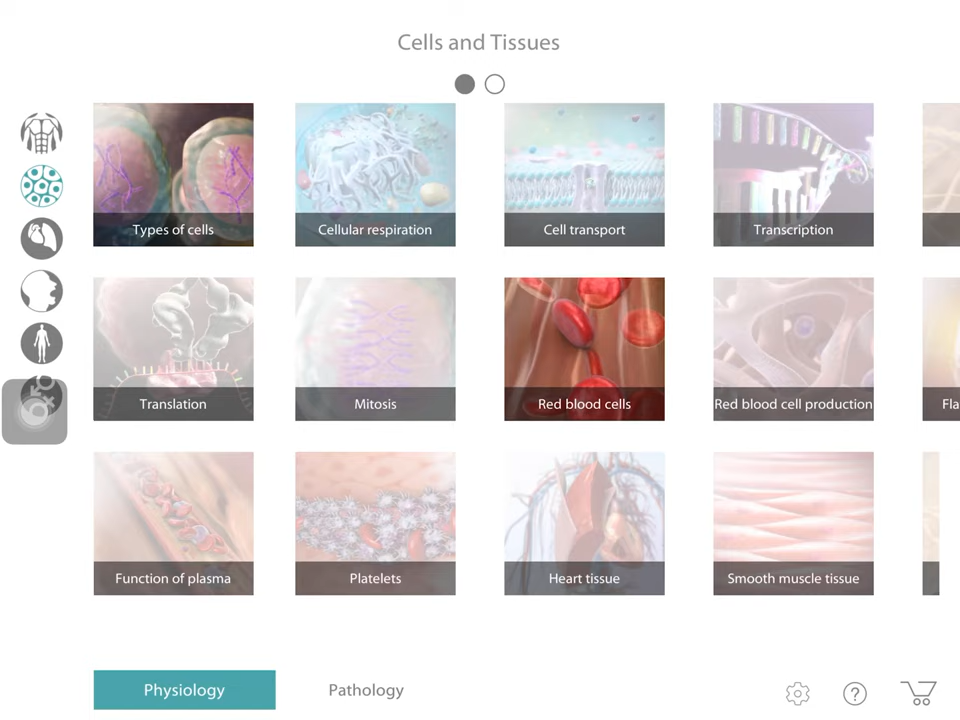 Cells and Tissues
Types of cells
Cellular respiration
Cell transport
Transcription
Translation
Mitosis
Red blood cells
Red blood cell production
Fla
Function of plasma
Platelets
Heart tissue
Smooth muscle tissue
Physiology
Pathology
?